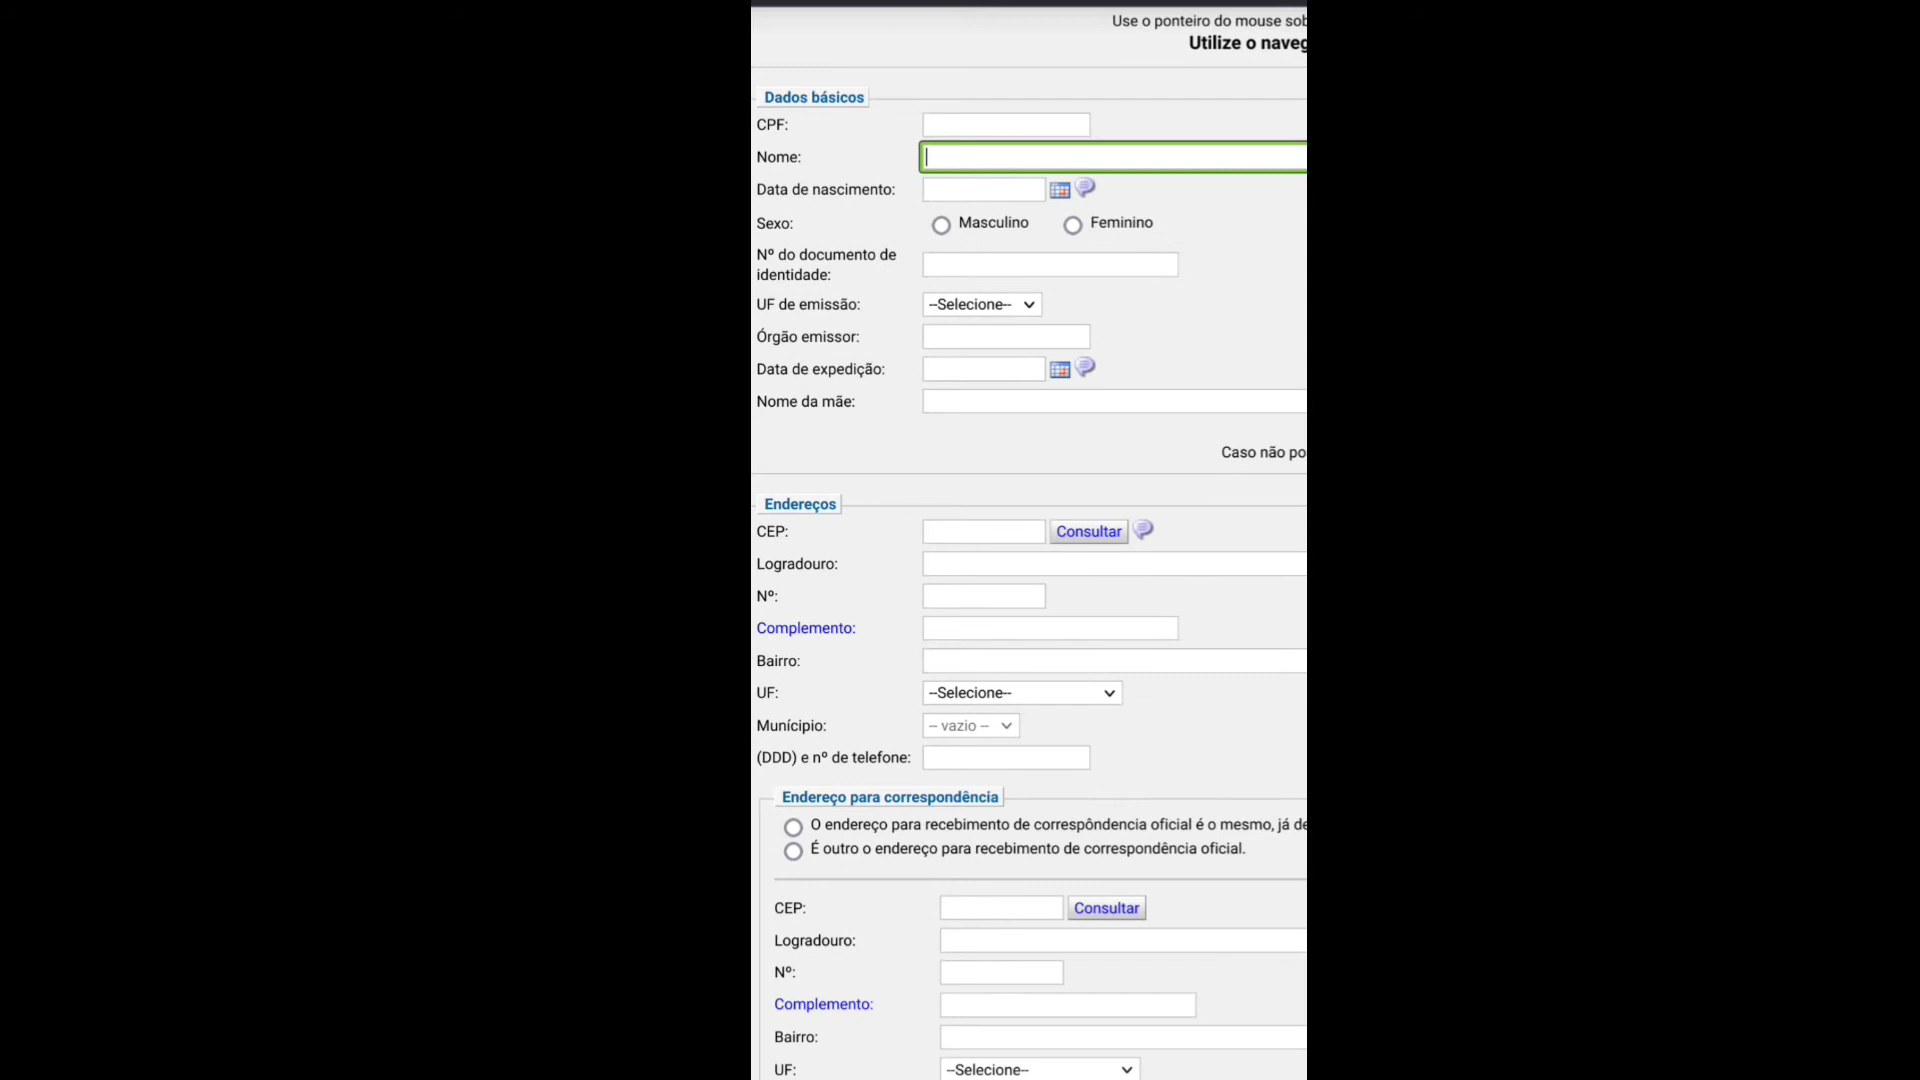 Use o ponteiro do mouse sob
Utilize o naveg
Dados básicos
CPF:
Nome:
Data de nascimento:
Sexo: Masculino Feminino
Nº do documento de
identidade:
UF de emissão: --Selecione--
Órgão emissor:
Data de expedição:
Nome da mãe:
Caso não po
Endereços
CEP: Consultar
Logradouro:
Nº:
Complemento:
Bairro:
UF: --Selecione--
Munícipio: -- vazio --
(DDD) e nº de telefone:
Endereço para correspondência
O endereço para recebimento de correspôndencia oficial é o mesmo, já de
É outro o endereço para recebimento de correspondência oficial.
CEP: Consultar
Logradouro:
Nº:
Complemento:
Bairro:
UF: --Selecione--